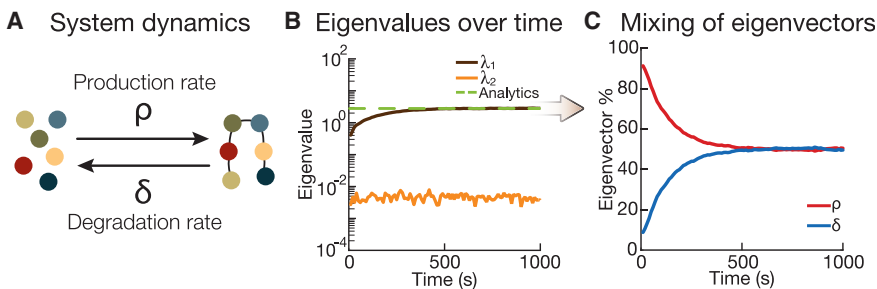 A System dynamics
Production rate
ρ
δ
Degradation rate
B Eigenvalues over time
Eigenvalue
10²
10⁰
10⁻²
10⁻⁴
λ₁
λ₂
Analytics
0 500 1000
Time (s)
C Mixing of eigenvectors
Eigenvector %
100
80
60
40
20
0
ρ
δ
0 500 1000
Time (s)